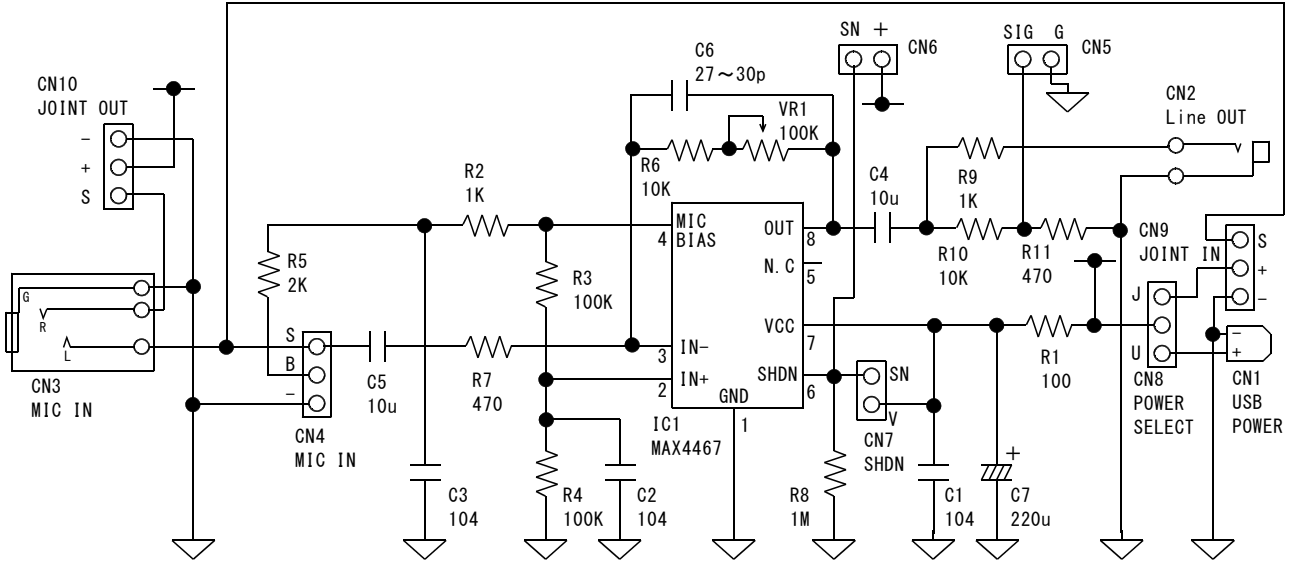 CN10
JOINT OUT
-
+
S
G
R
L
CN3
MIC IN
R5
2K
S
B
-
CN4
MIC IN
C5
10u
R2
1K
R7
470
C3
104
R3
100K
R4
100K
C2
104
C6
27～30p
VR1
100K
R6
10K
MIC
BIAS
4
OUT
8
N.C
5
VCC
7
IN-
3
IN+
2
SHDN
6
GND
1
IC1
MAX4467
SN +
CN6
SIG G
CN5
C4
10u
R9
1K
R10
10K
R11
470
CN2
Line OUT
CN9
JOINT IN
S
+
-
J
U
-
+
R1
100
CN8
POWER
SELECT
CN1
USB
POWER
SN
V
CN7
SHDN
R8
1M
C1
104
+
C7
220u